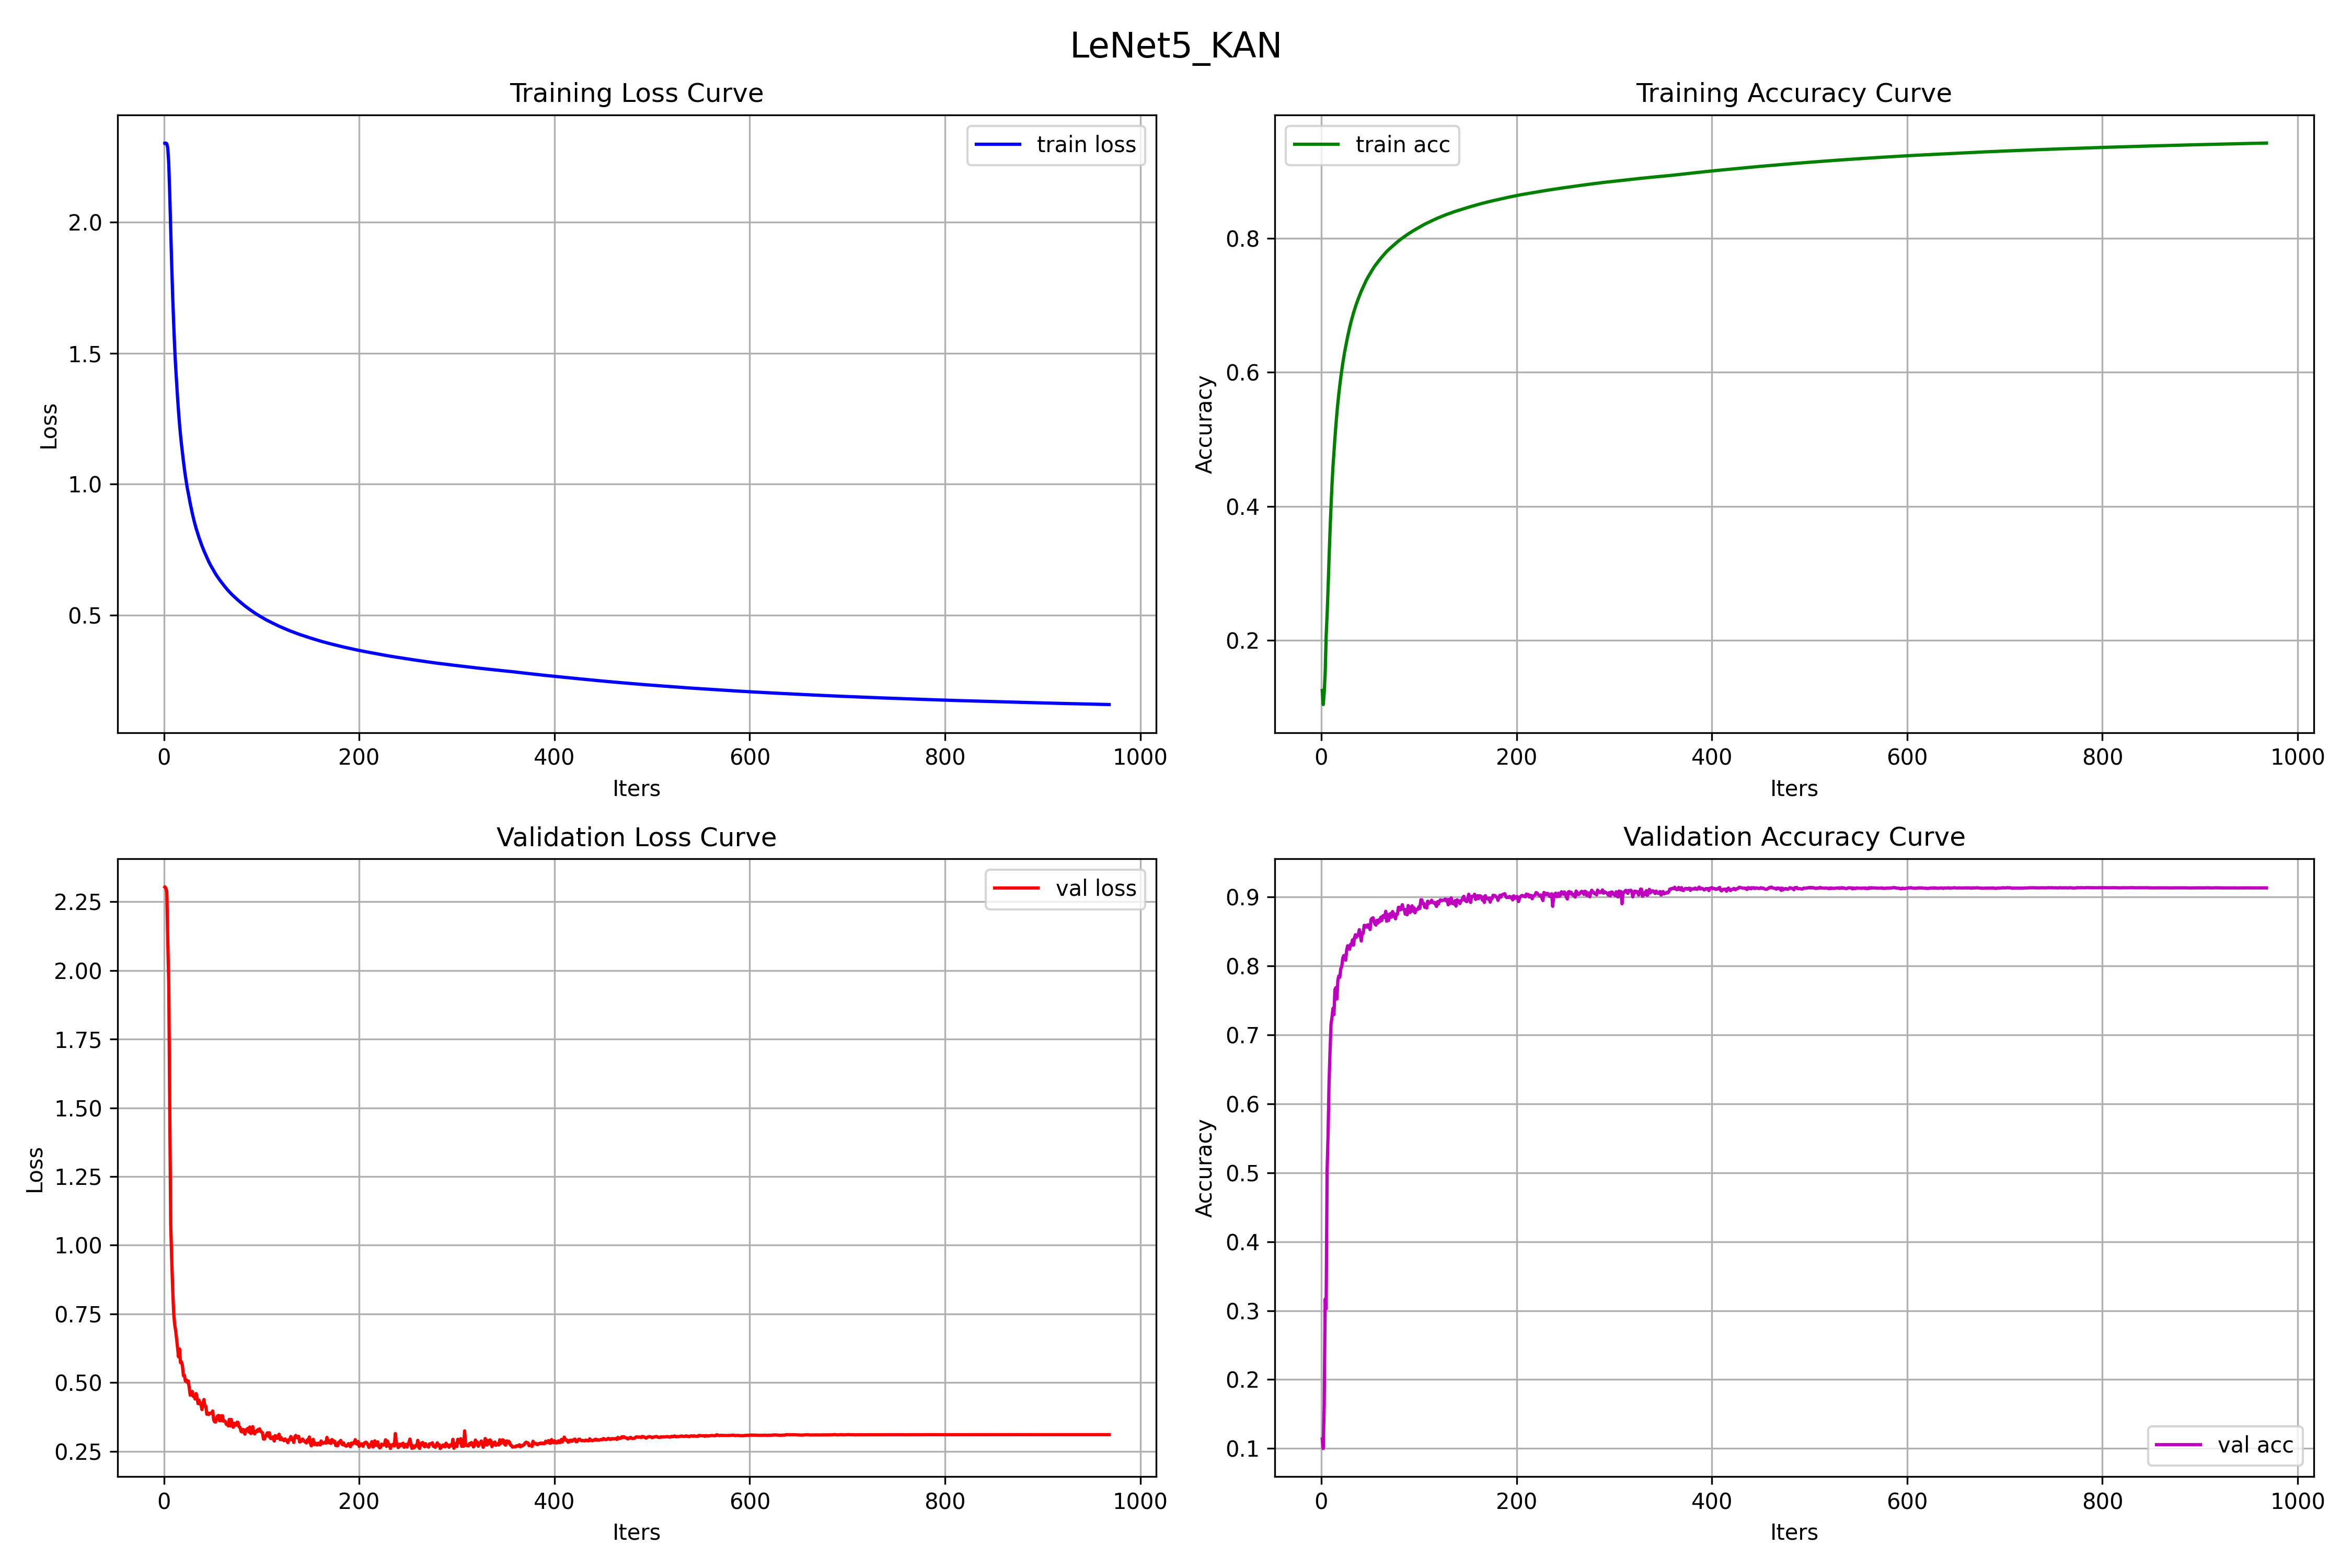 LeNet5_KAN
Training Loss Curve
train loss
2.0
1.5
1.0
0.5
Loss
0 200 400 600 800 1000
Iters
Training Accuracy Curve
train acc
0.8
0.6
0.4
0.2
Accuracy
0 200 400 600 800 1000
Iters
Validation Loss Curve
val loss
2.25
2.00
1.75
1.50
1.25
1.00
0.75
0.50
0.25
Loss
0 200 400 600 800 1000
Iters
Validation Accuracy Curve
0.9
0.8
0.7
0.6
0.5
0.4
0.3
0.2
0.1
Accuracy
val acc
0 200 400 600 800 1000
Iters